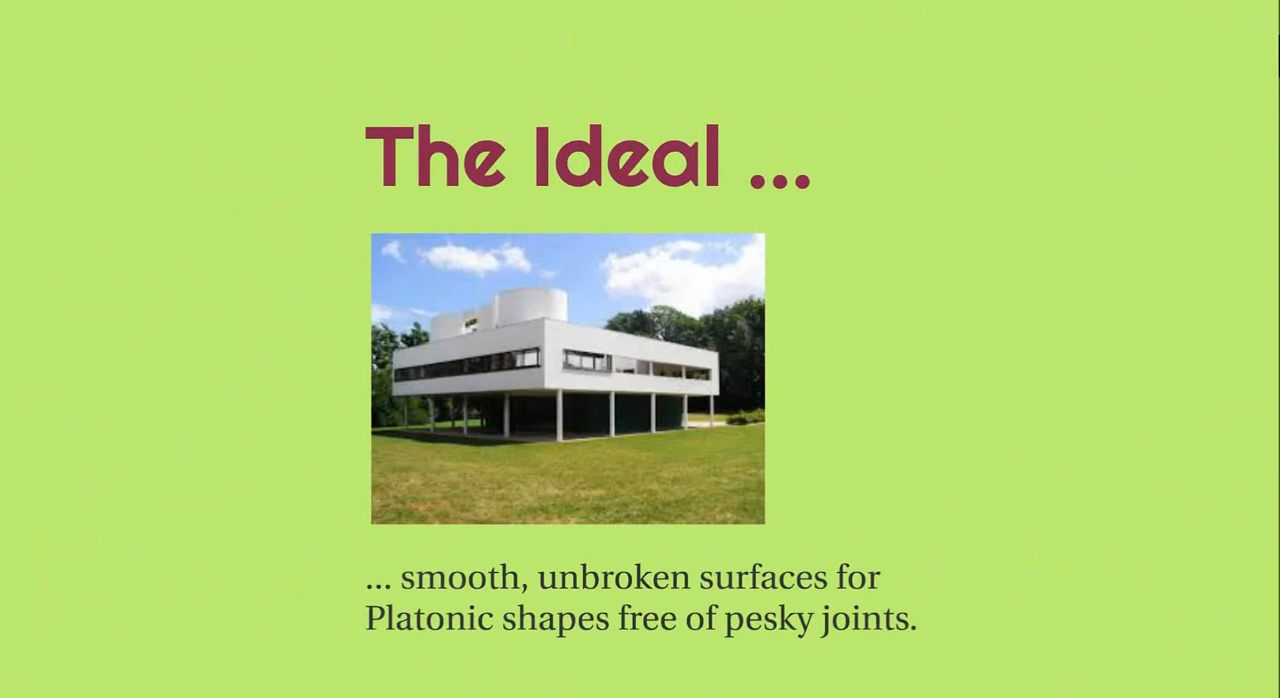 The Ideal ...
... smooth, unbroken surfaces for
Platonic shapes free of pesky joints.